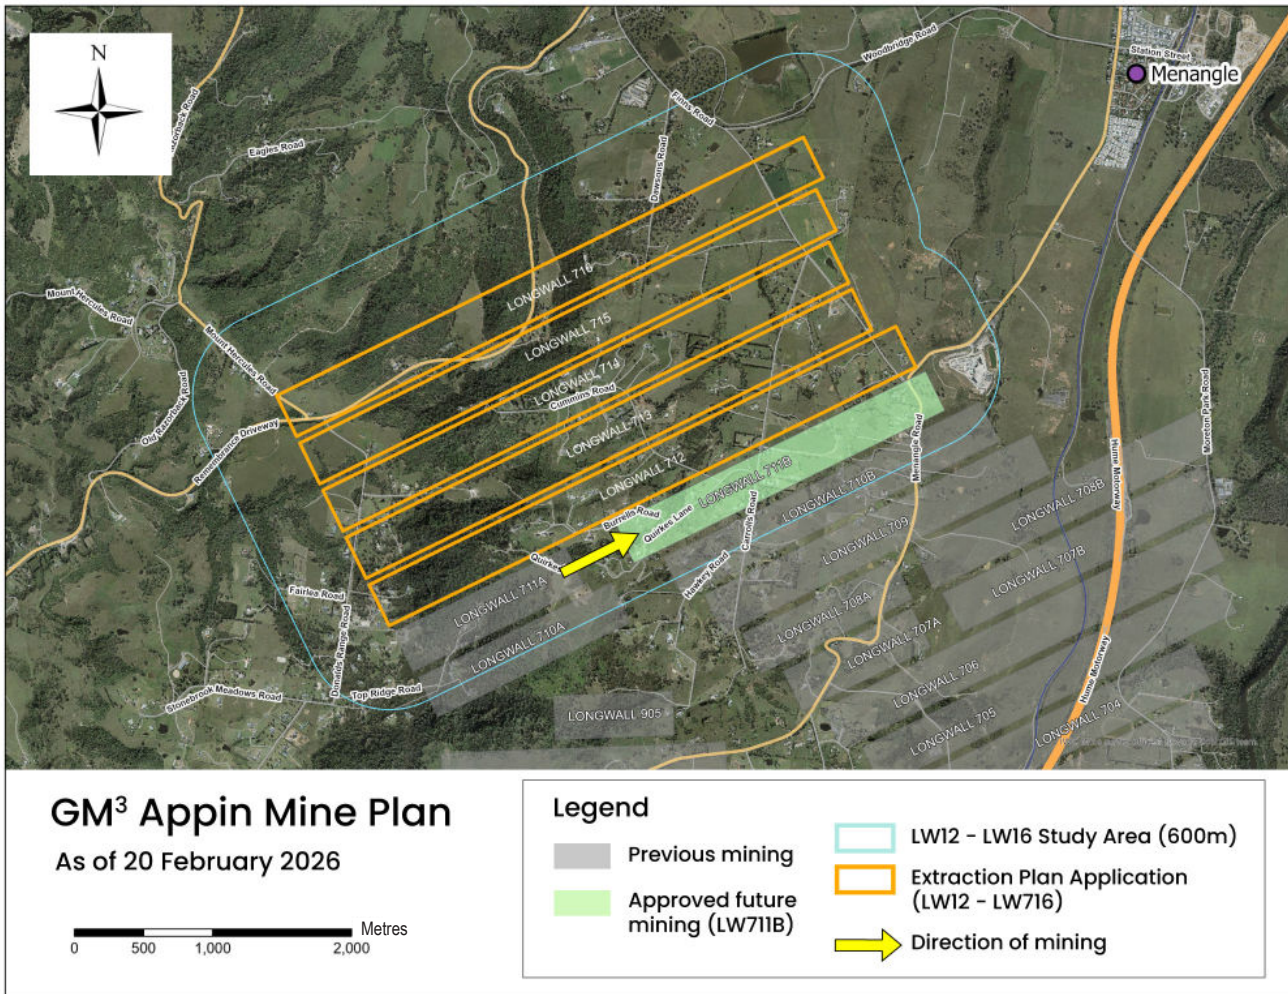 N
Razorback Road
Eagles Road
Woodbridge Road
Station Street
Menangle
Finns Road
Dawsons Road
Mount Hercules Road
Mount Hercules Road
Old Razorback Road
Remembrance Driveway
LONGWALL 716
LONGWALL 715
LONGWALL 714
Cummins Road
LONGWALL 713
LONGWALL 712
LONGWALL 711B
Burrells Road
Quirkes Lane
Quirkes
Carrolls Road
Menangle Road
Hume Motorway
Moreton Park Road
LONGWALL 710B
LONGWALL 709
LONGWALL 708B
LONGWALL 707B
Hawkey Road
LONGWALL 711A
LONGWALL 710A
LONGWALL 708A
LONGWALL 707A
Fairlea Road
Donalds Range Road
Top Ridge Road
Stonebrook Meadows Road
LONGWALL 706
LONGWALL 705
LONGWALL 704
LONGWALL 905
Hume Motorway
GM³ Appin Mine Plan
As of 20 February 2026
Metres
0 500 1,000 2,000
Legend
Previous mining
Approved future
mining (LW711B)
LW12 - LW16 Study Area (600m)
Extraction Plan Application
(LW12 - LW716)
Direction of mining